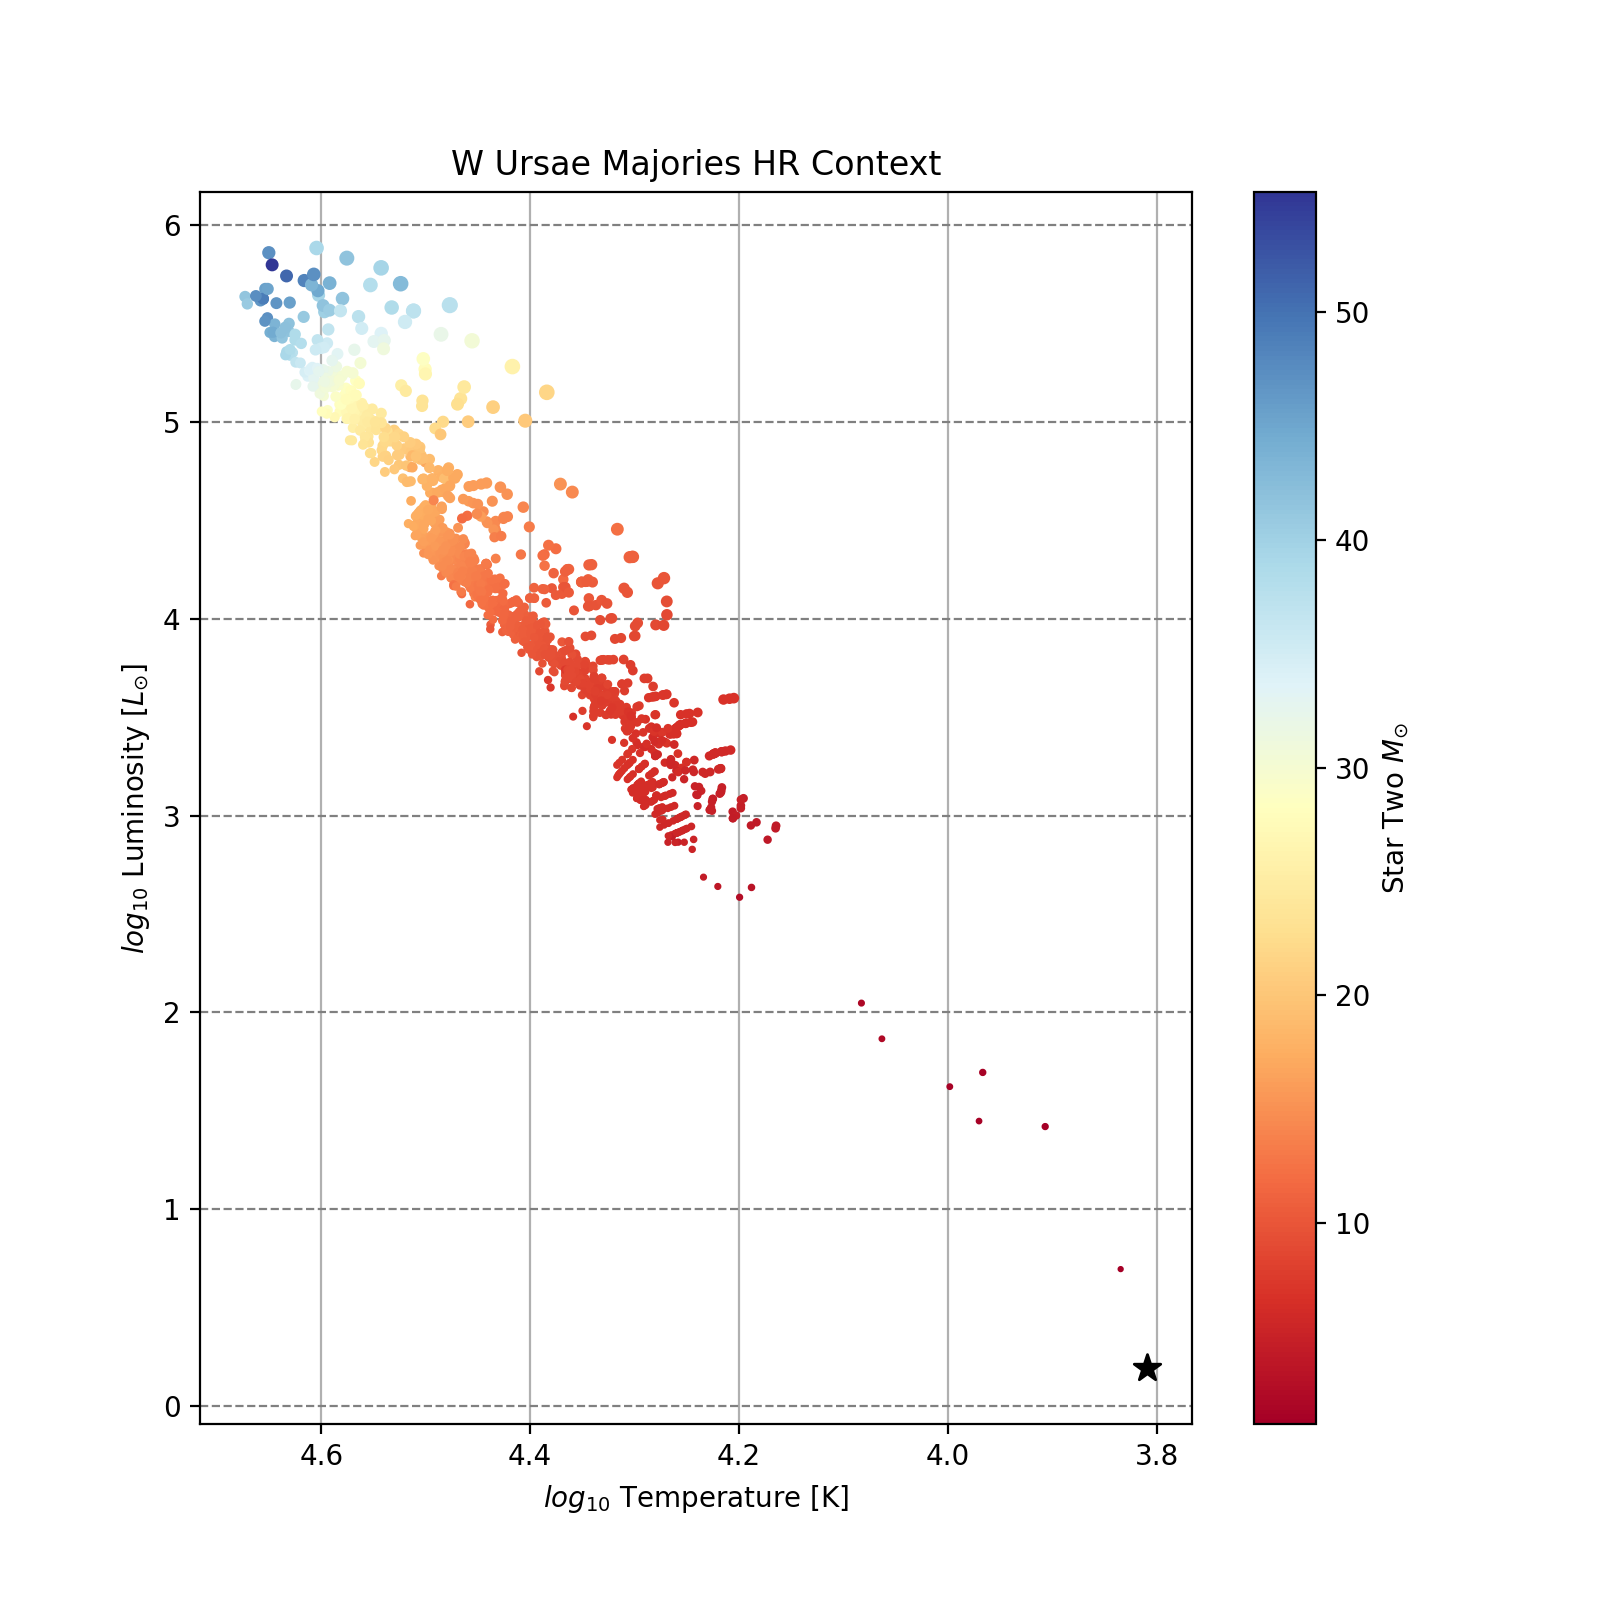 W Ursae Majories HR Context
6
5
4
3
2
1
0
log₁₀ Luminosity [L⊙]
4.6 4.4 4.2 4.0 3.8
log₁₀ Temperature [K]
50
40
30
20
10
Star Two M⊙